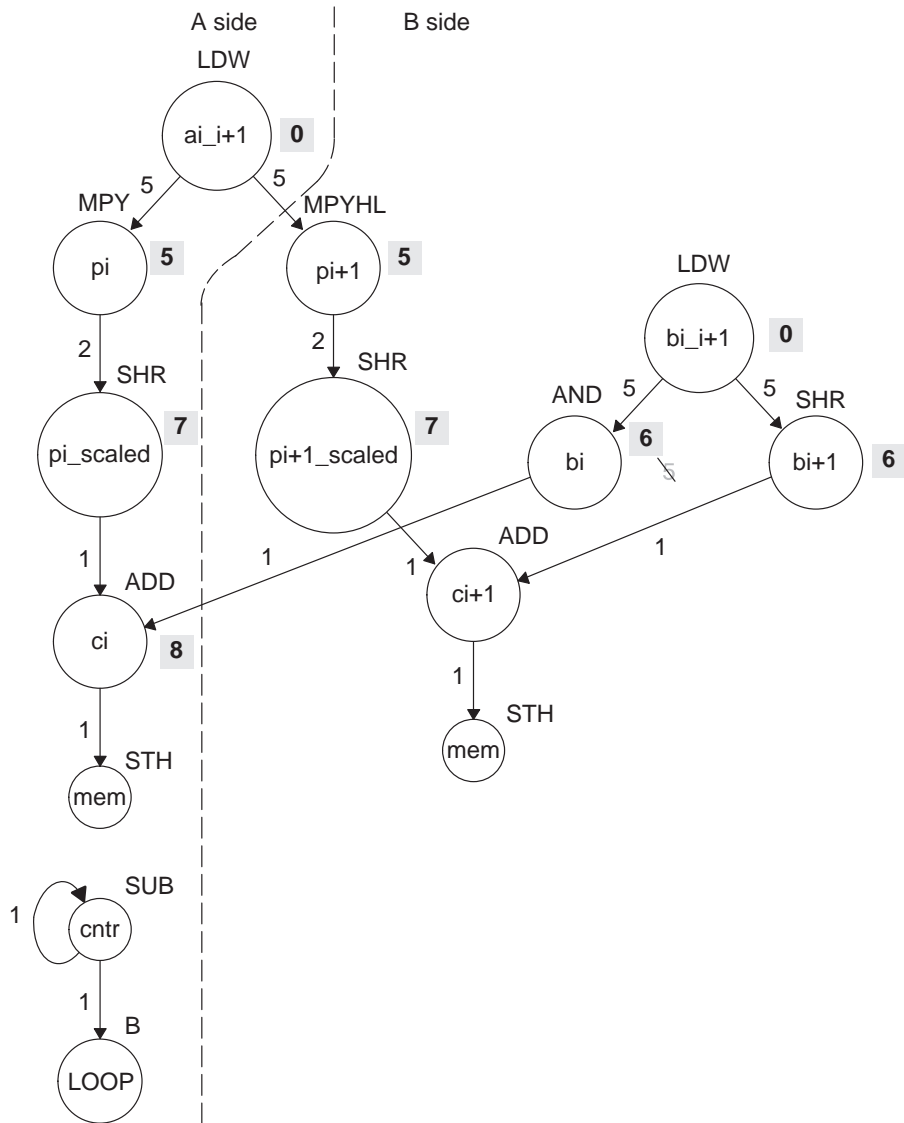 A side B side
LDW
ai_i+1 0
5 5
MPY MPYHL
pi 5 pi+1 5
LDW
bi_i+1 0
2 2
SHR SHR
5 5
AND SHR
pi_scaled 7 pi+1_scaled 7
bi 6 bi+1 6
5
1 1 1 1
ADD ADD
ci 8 ci+1
1 1
STH STH
mem mem
SUB
1 cntr
1
B
LOOP